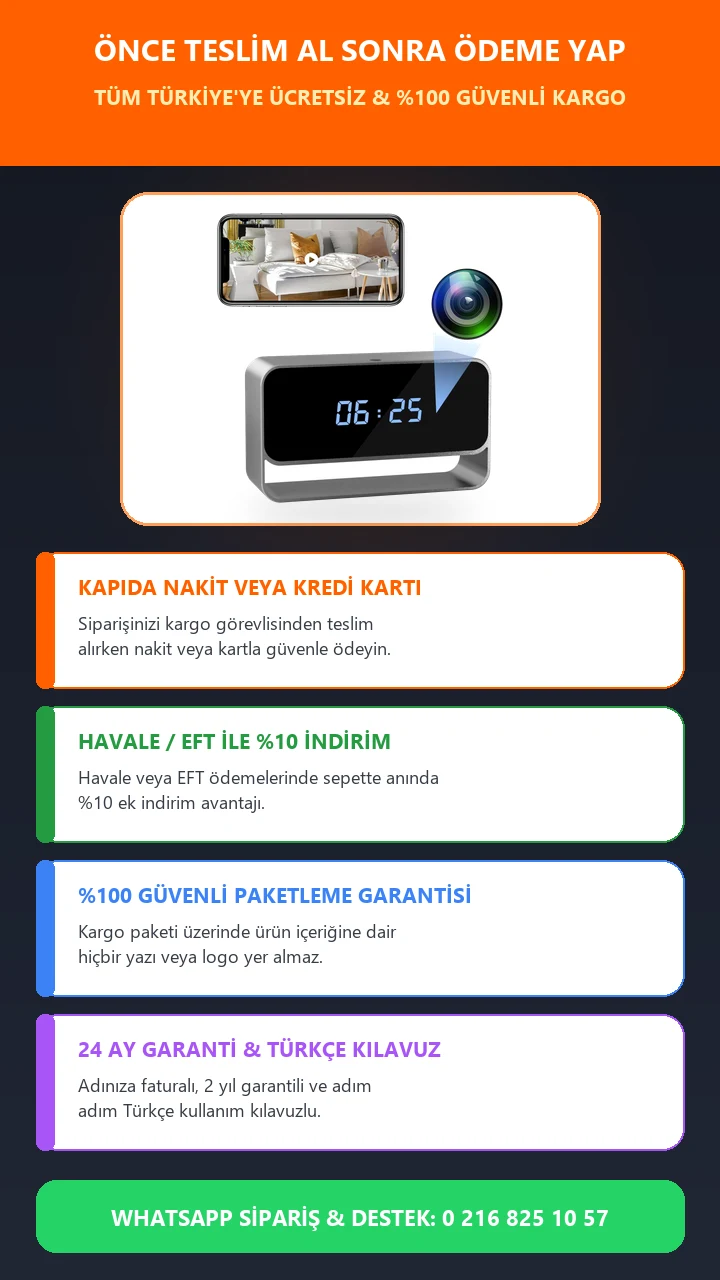 ÖNCE TESLİM AL SONRA ÖDEME YAP
TÜM TÜRKİYE'YE ÜCRETSİZ & %100 GÜVENLİ KARGO
06:25
KAPIDA NAKİT VEYA KREDİ KARTI
Siparişinizi kargo görevlisinden teslim
alırken nakit veya kartla güvenle ödeyin.
HAVALE / EFT İLE %10 İNDİRİM
Havale veya EFT ödemelerinde sepette anında
%10 ek indirim avantajı.
%100 GÜVENLİ PAKETLEME GARANTİSİ
Kargo paketi üzerinde ürün içeriğine dair
hiçbir yazı veya logo yer almaz.
24 AY GARANTİ & TÜRKÇE KILAVUZ
Adınıza faturalı, 2 yıl garantili ve adım
adım Türkçe kullanım kılavuzlu.
WHATSAPP SİPARİŞ & DESTEK: 0 216 825 10 57